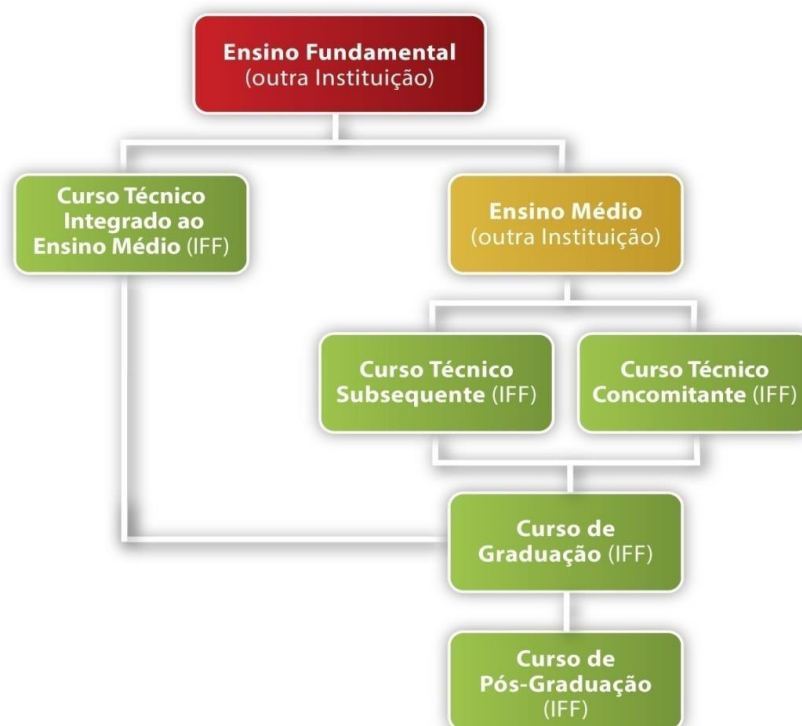 Ensino Fundamental
(outra Instituição)
Curso Técnico
Integrado ao
Ensino Médio (IFF)
Ensino Médio
(outra Instituição)
Curso Técnico
Subsequente (IFF)
Curso Técnico
Concomitante (IFF)
Curso de
Graduação (IFF)
Curso de
Pós-Graduação
(IFF)